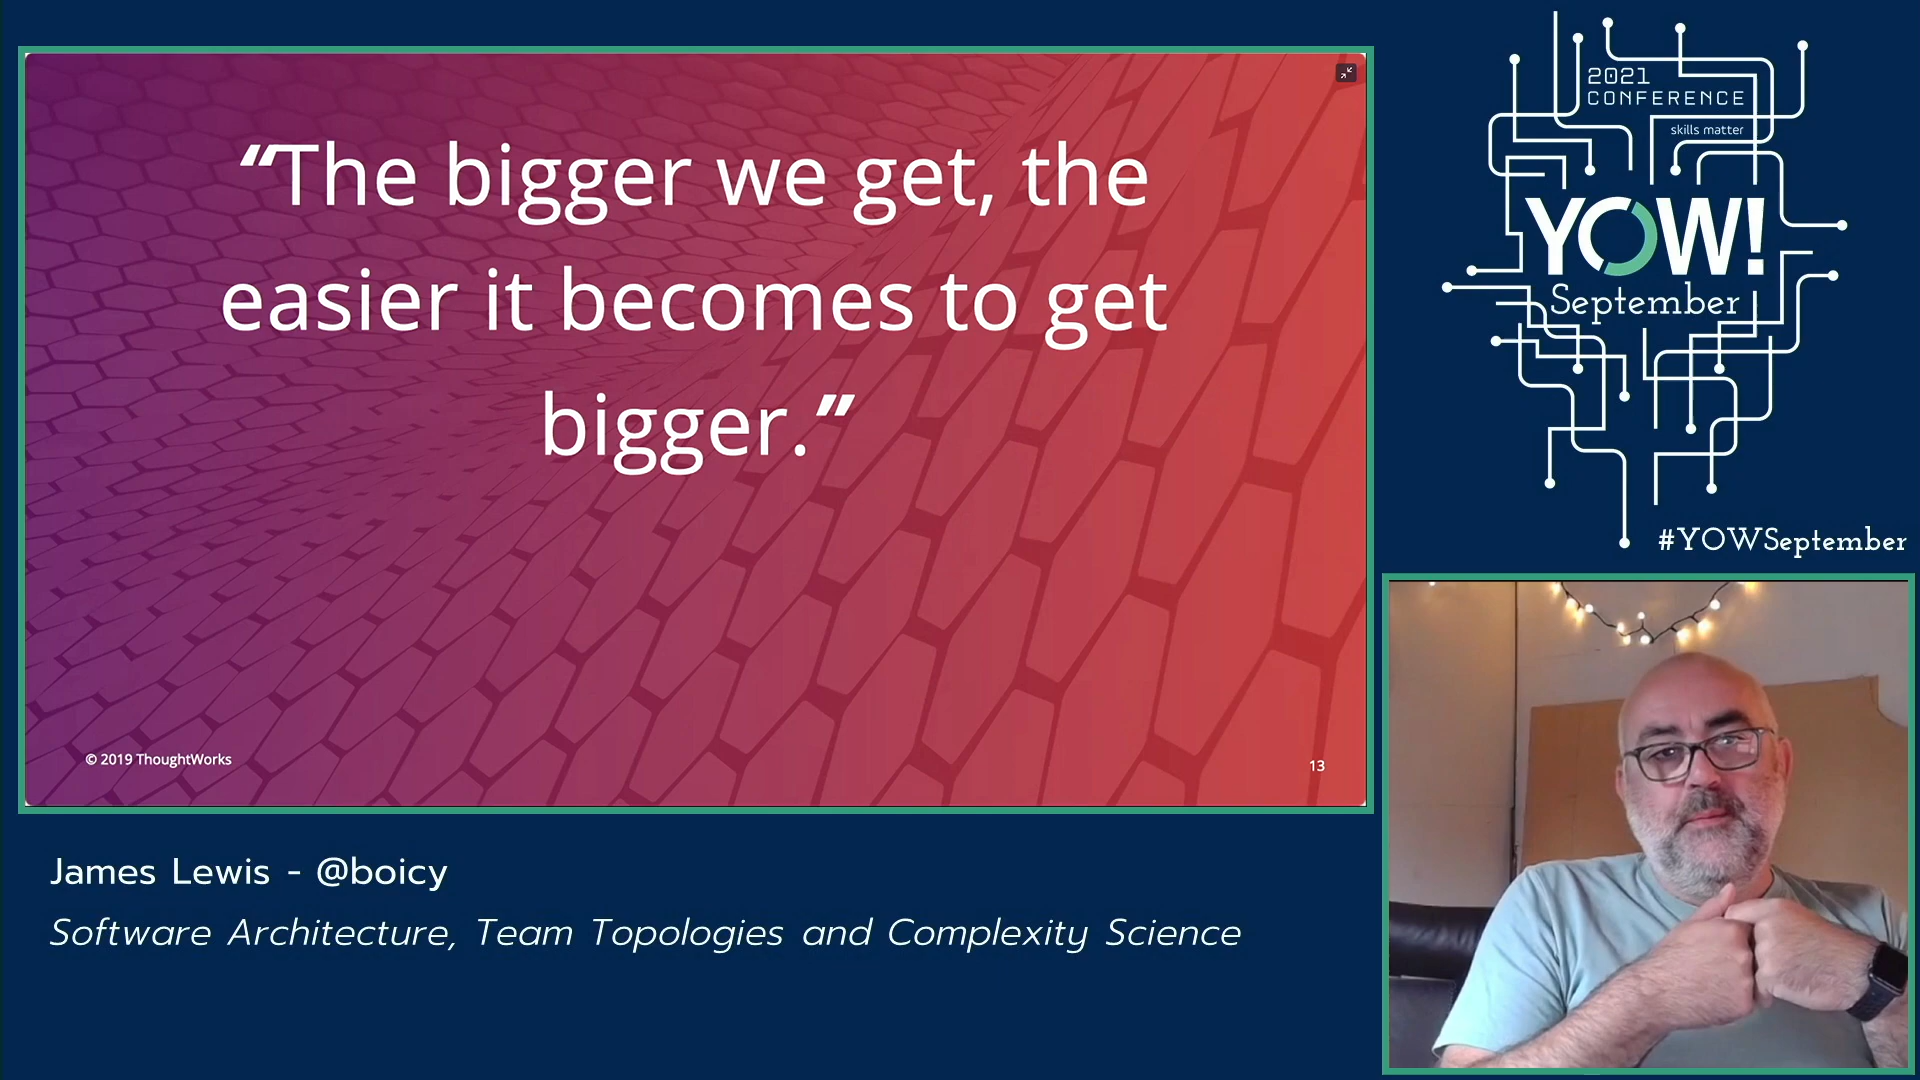 “The bigger we get, the
easier it becomes to get
bigger.”
© 2019 ThoughtWorks
13
2021
CONFERENCE
skills matter
YOW!
September
#YOWSeptember
James Lewis - @boicy
Software Architecture, Team Topologies and Complexity Science